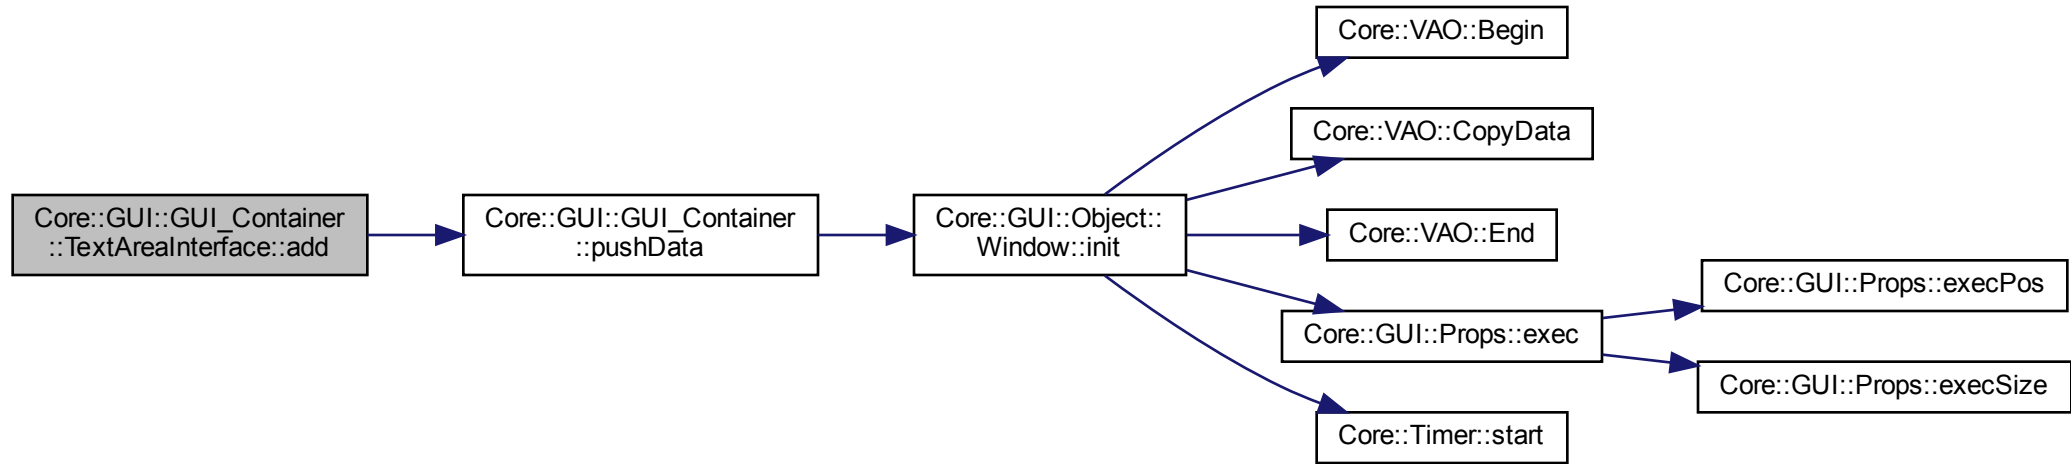 Core::GUI::GUI_Container
::TextAreaInterface::add
Core::GUI::GUI_Container
::pushData
Core::GUI::Object::
Window::init
Core::VAO::Begin
Core::VAO::CopyData
Core::VAO::End
Core::GUI::Props::exec
Core::Timer::start
Core::GUI::Props::execPos
Core::GUI::Props::execSize